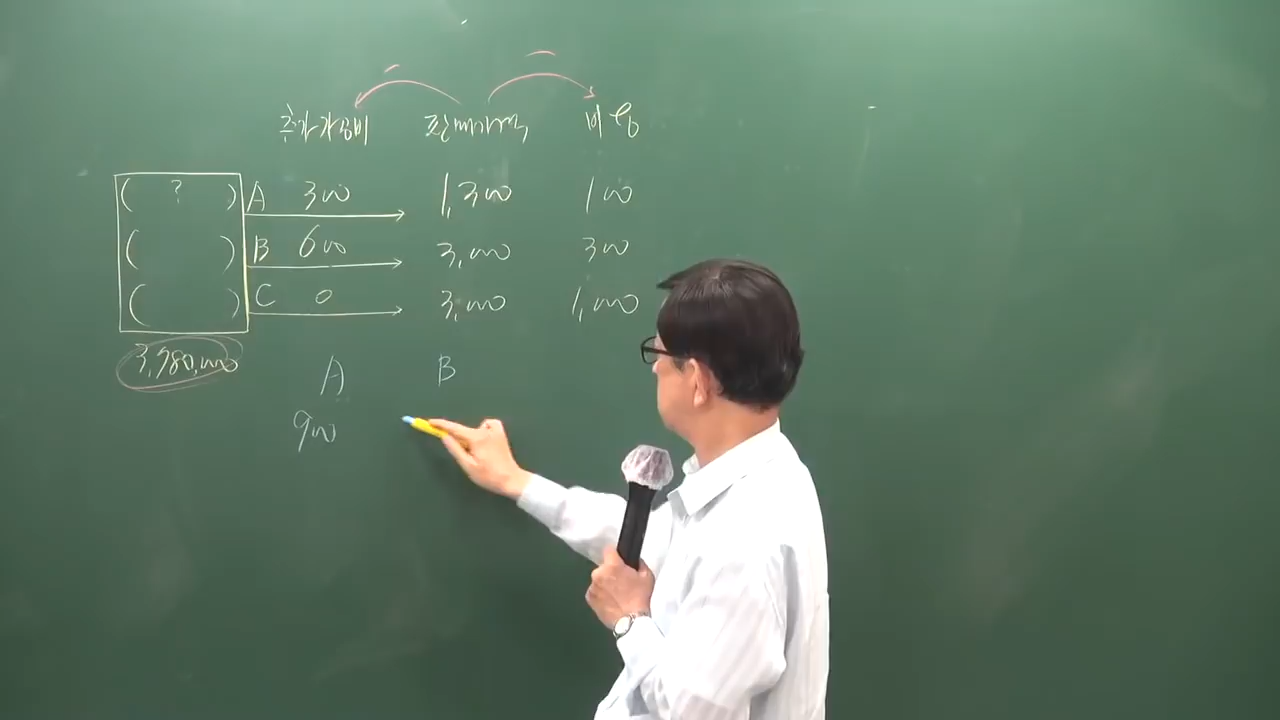 추가가공비 판매가격 비용
( ? ) A 300 1,300 100
( ) B 600 3,000 300
( ) C 0 3,000 1,000
3,980,000
A B
900